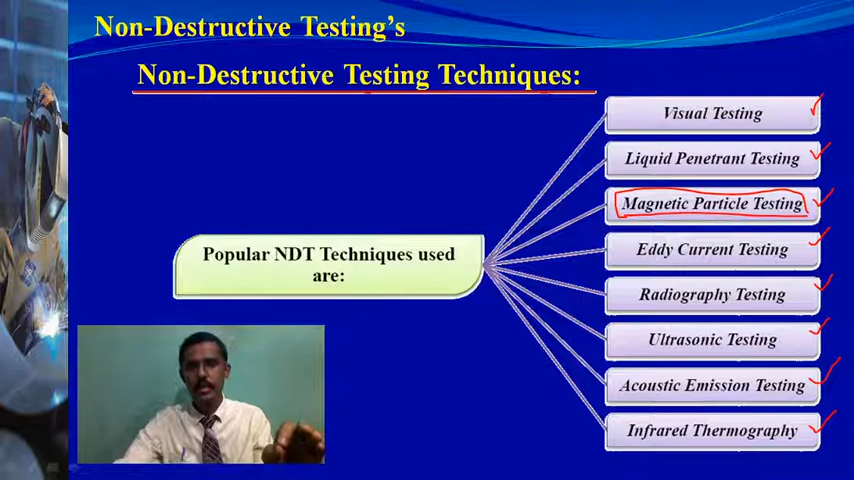 Non-Destructive Testing's
Non-Destructive Testing Techniques:
Popular NDT Techniques used
are:
Visual Testing
Liquid Penetrant Testing
Magnetic Particle Testing
Eddy Current Testing
Radiography Testing
Ultrasonic Testing
Acoustic Emission Testing
Infrared Thermography